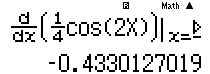 R Math ▲
d/dx(1/4cos(2X))|x=▷
-0.4330127019